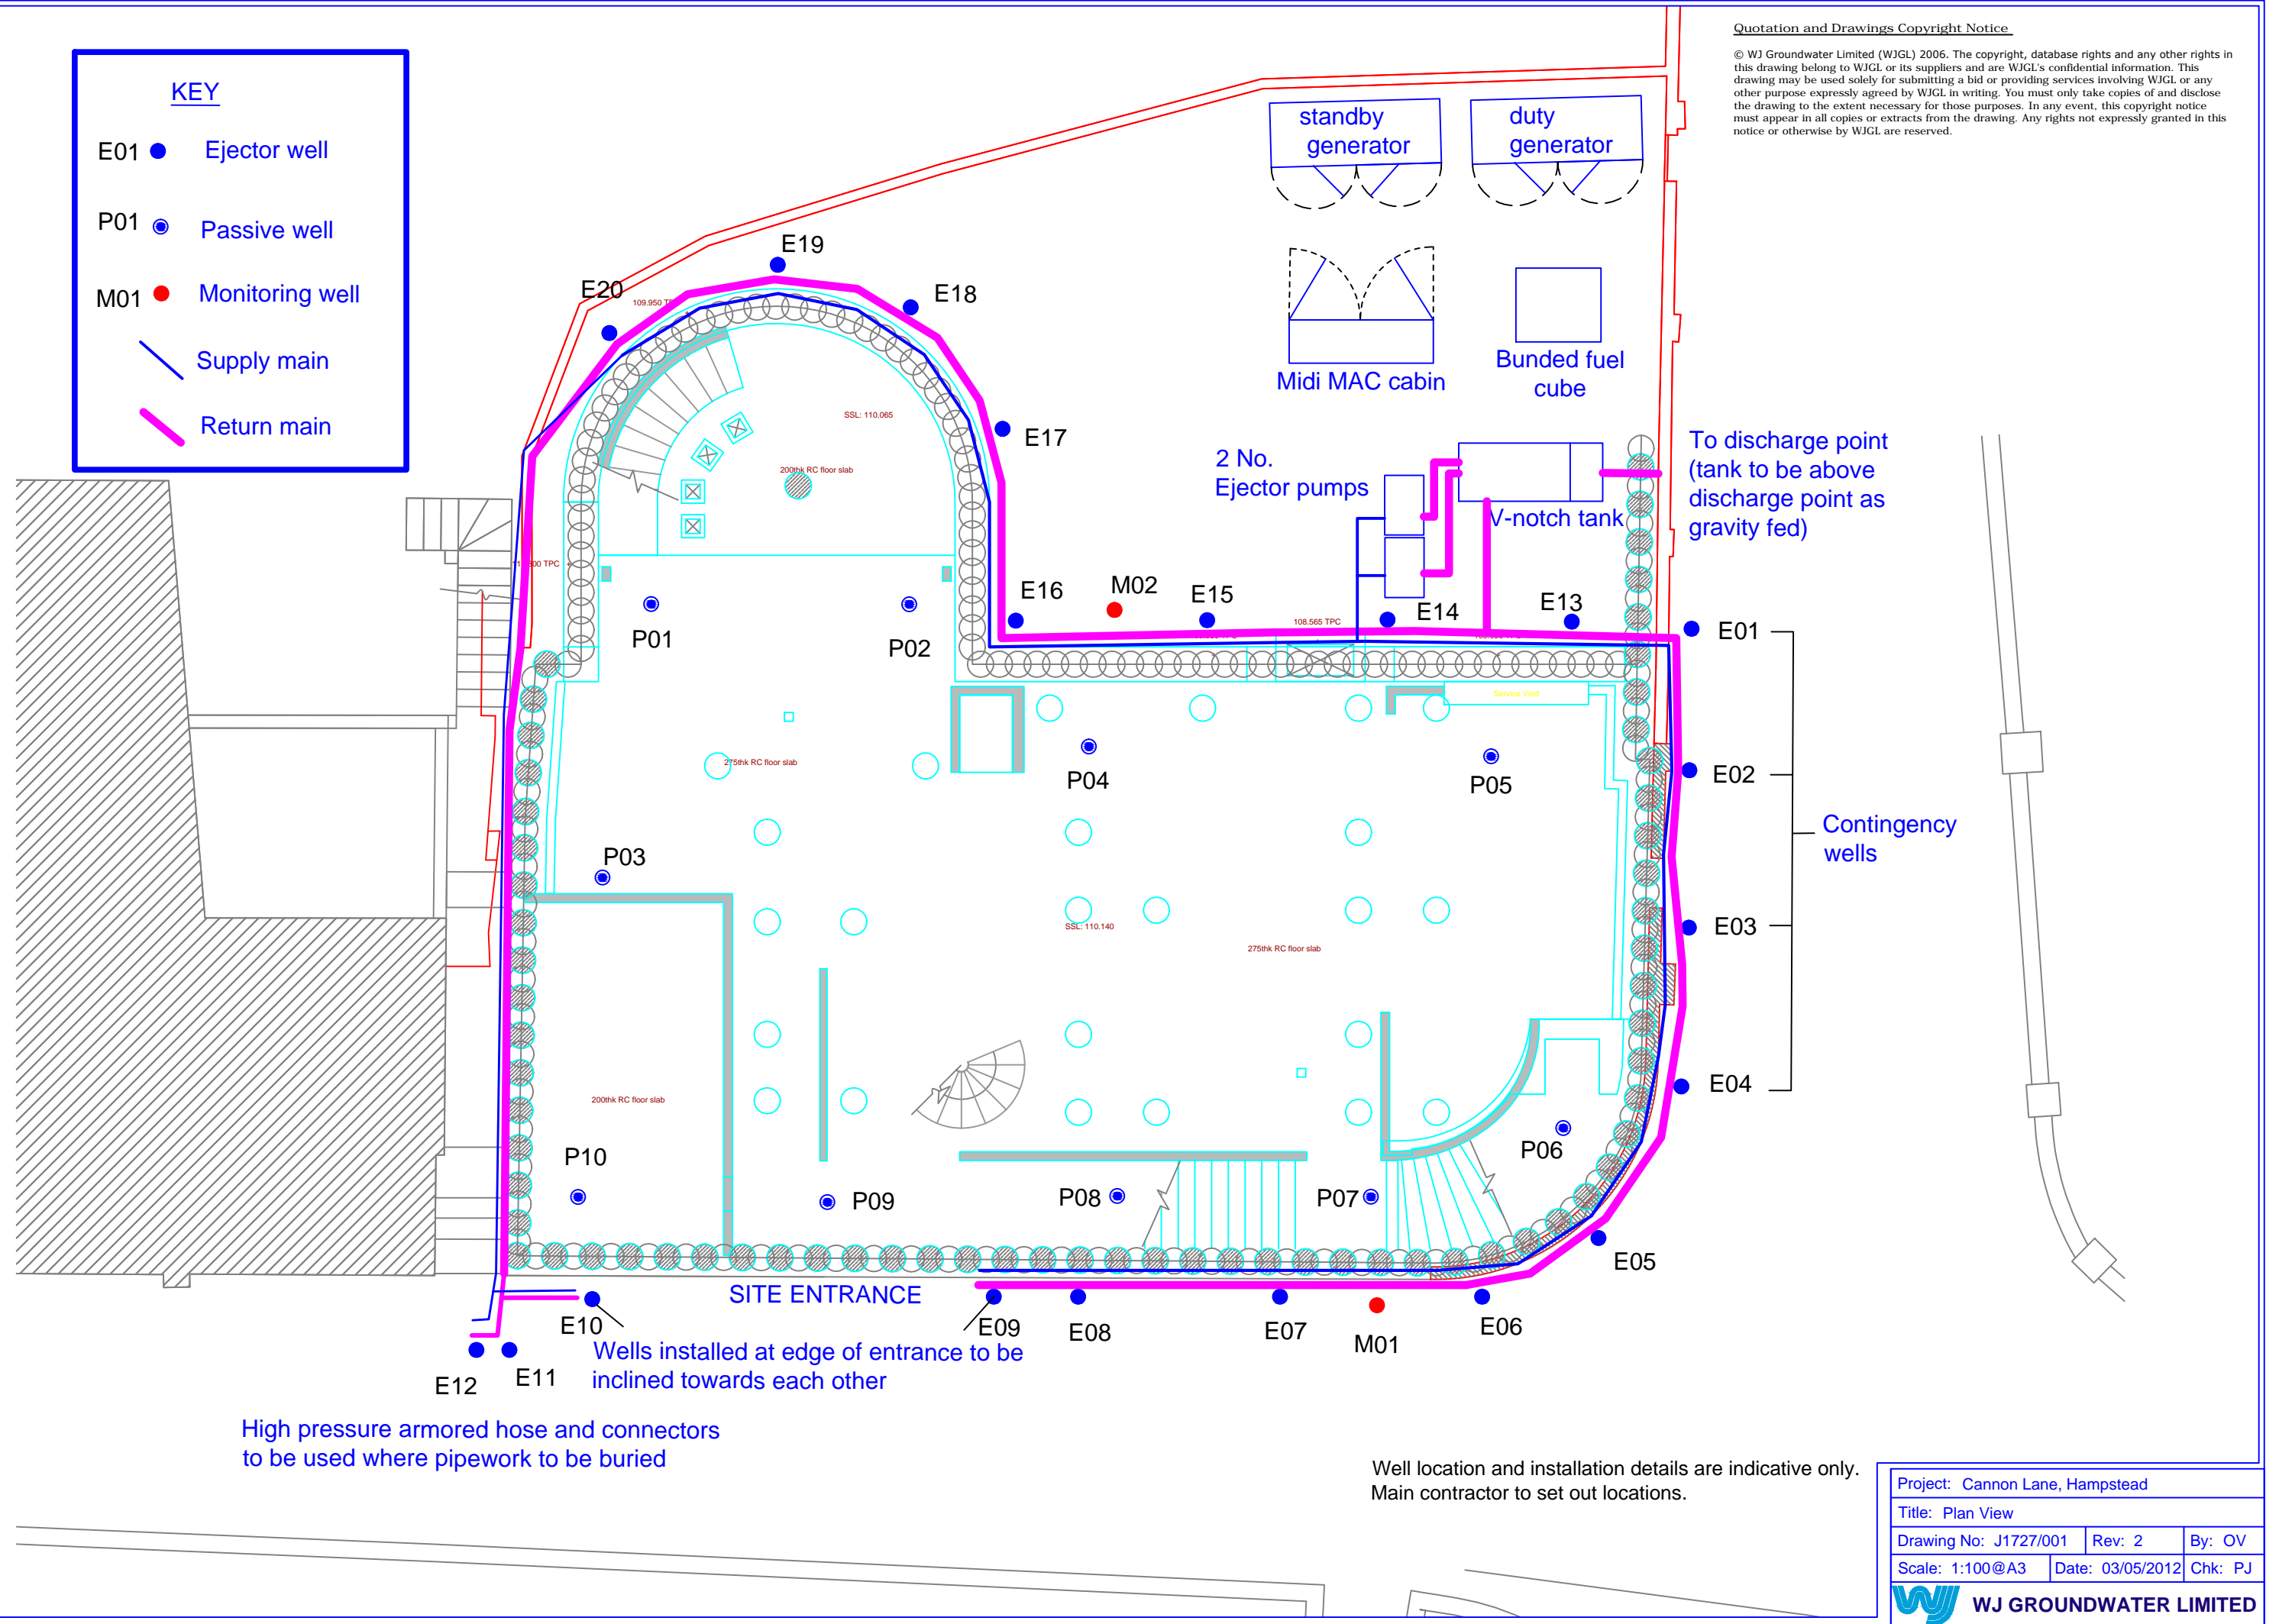 Quotation and Drawings Copyright Notice
© WJ Groundwater Limited (WJGL) 2006. The copyright, database rights and any other rights in
this drawing belong to WJGL or its suppliers and are WJGL's confidential information. This
drawing may be used solely for submitting a bid or providing services involving WJGL or any
other purpose expressly agreed by WJGL in writing. You must only take copies of and disclose
the drawing to the extent necessary for those purposes. In any event, this copyright notice
must appear in all copies or extracts from the drawing. Any rights not expressly granted in this
notice or otherwise by WJGL are reserved.
KEY
E01 Ejector well
P01 Passive well
M01 Monitoring well
Supply main
Return main
standby
generator
duty
generator
Midi MAC cabin
Bunded fuel
cube
E19
E20
109.950
E18
SSL: 110.065
E17
200thk RC floor slab
2 No.
Ejector pumps
V-notch tank
To discharge point
(tank to be above
discharge point as
gravity fed)
TPC
P01
P02
E16
M02
E15
108.565 TPC
E14
E13
E01
Service Void
275thk RC floor slab
P04
P05
E02
Contingency
wells
P03
SSL: 110.140
275thk RC floor slab
E03
200thk RC floor slab
E04
P10
P09
P08
P07
P06
E05
SITE ENTRANCE
E10
E09
E08
E07
M01
E06
Wells installed at edge of entrance to be
inclined towards each other
E12
E11
High pressure armored hose and connectors
to be used where pipework to be buried
Well location and installation details are indicative only.
Main contractor to set out locations.
Project: Cannon Lane, Hampstead
Title: Plan View
Drawing No: J1727/001 Rev: 2 By: OV
Scale: 1:100@A3 Date: 03/05/2012 Chk: PJ
WJ WJ GROUNDWATER LIMITED